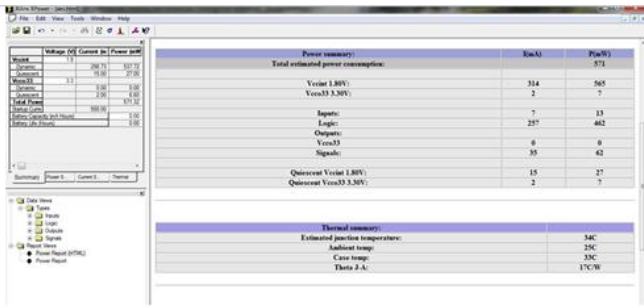 Xilinx XPower - [aes.html]
File Edit View Tools Window Help
Voltage (V) Current (m Power (mW
Vccint 1.8
Dynamic 298.73 537.72
Quiescent 15.00 27.00
Vcco33 3.3
Dynamic 0.00 0.00
Quiescent 2.00 6.60
Total Power 571.32
Startup Curre 500.00
Battery Capacity (mA Hours) 0.00
Battery Life (Hours) 0.00
Summary Power S... Current S... Thermal
Data Views
Types
Inputs
Logic
Outputs
Signals
Report Views
Power Report (HTML)
Power Report
Power summary: I(mA) P(mW)
Total estimated power consumption: 571
Vccint 1.80V: 314 565
Vcco33 3.30V: 2 7
Inputs: 7 13
Logic: 257 462
Outputs:
Vcco33 0 0
Signals: 35 62
Quiescent Vccint 1.80V: 15 27
Quiescent Vcco33 3.30V: 2 7
Thermal summary:
Estimated junction temperature: 34C
Ambient temp: 25C
Case temp: 33C
Theta J-A: 17C/W